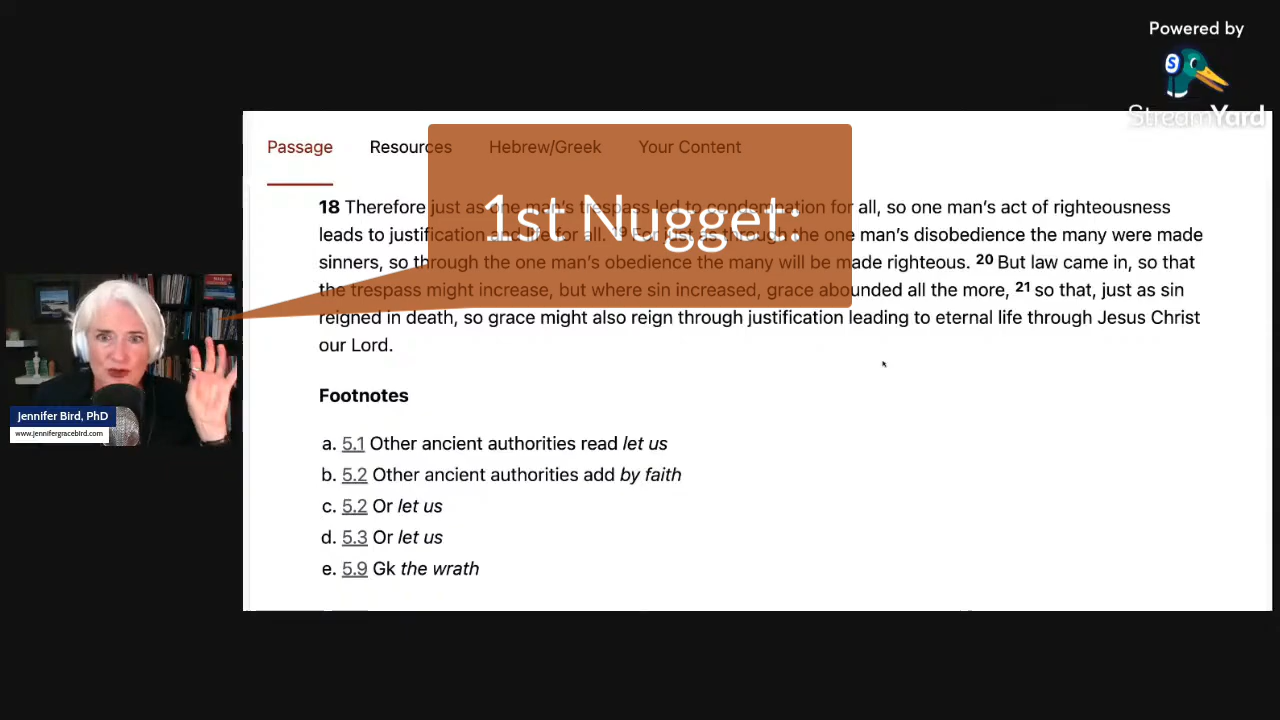 Powered by
StreamYard
Passage Resources Hebrew/Greek Your Content
1st Nugget:
18 Therefore just as one man's trespass led to condemnation for all, so one man's act of righteousness
leads to justification and life for all. 19 For just as through the one man's disobedience the many were made
sinners, so through the one man's obedience the many will be made righteous. 20 But law came in, so that
the trespass might increase, but where sin increased, grace abounded all the more, 21 so that, just as sin
reigned in death, so grace might also reign through justification leading to eternal life through Jesus Christ
our Lord.
Footnotes
a. 5.1 Other ancient authorities read let us
b. 5.2 Other ancient authorities add by faith
c. 5.2 Or let us
d. 5.3 Or let us
e. 5.9 Gk the wrath
Jennifer Bird, PhD
www.jennifergracebird.com